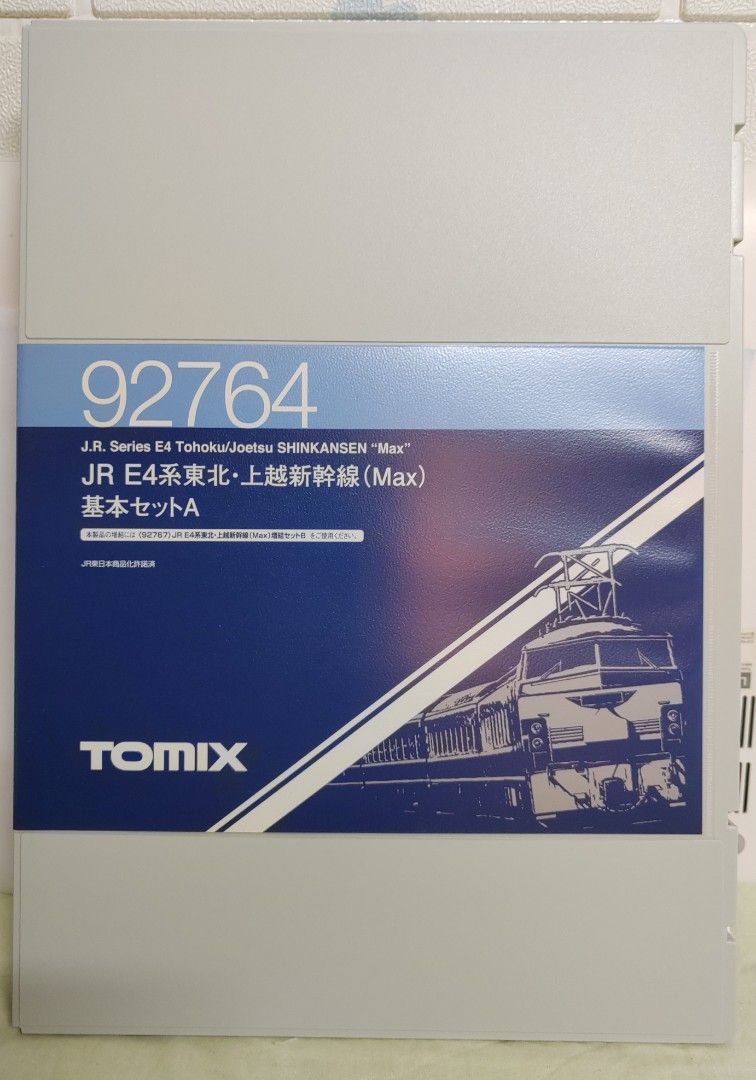 92764
J.R. Series E4 Tohoku/Joetsu SHINKANSEN “Max”
JR E4系東北・上越新幹線(Max)
基本セットA
本製品の増結には (92767) JR E4系東北・上越新幹線(Max)増結セットB をご使用ください。
JR東日本商品化許諾済
TOMIX